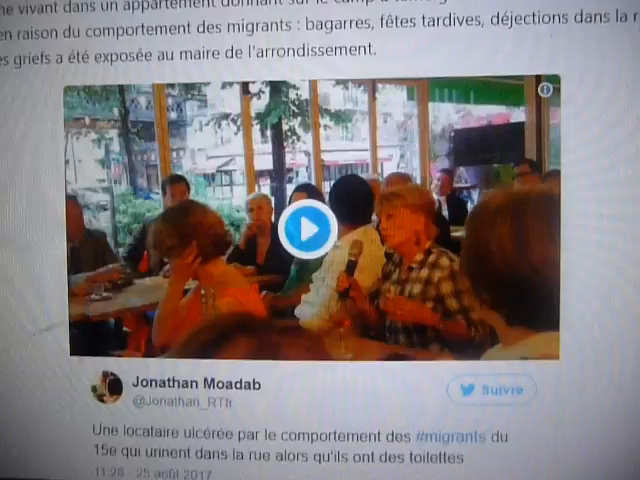 vivant dans un appartement donnant sur le camp
en raison du comportement des migrants : bagarres, fêtes tardives, déjections dans la
griefs a été exposée au maire de l'arrondissement.
Jonathan Moadab
@Jonathan_RTfr
Suivre
Une locataire ulcérée par le comportement des #migrants du
15e qui urinent dans la rue alors qu'ils ont des toilettes
11:28 - 25 août 2017